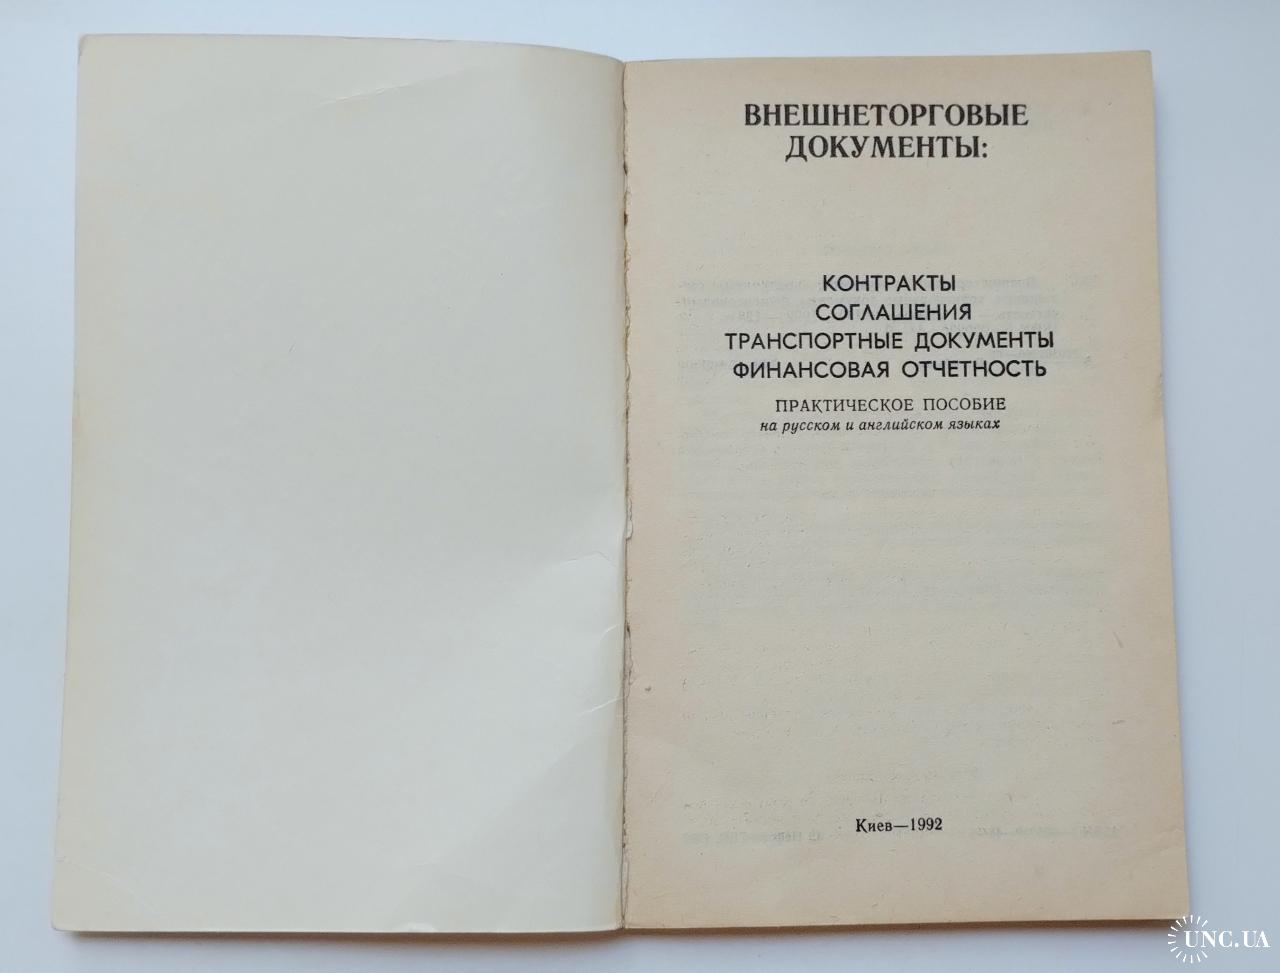 ВНЕШНЕТОРГОВЫЕ
ДОКУМЕНТЫ:
КОНТРАКТЫ
СОГЛАШЕНИЯ
ТРАНСПОРТНЫЕ ДОКУМЕНТЫ
ФИНАНСОВАЯ ОТЧЕТНОСТЬ
ПРАКТИЧЕСКОЕ ПОСОБИЕ
на русском и английском языках
Киев—1992
UNC.UA